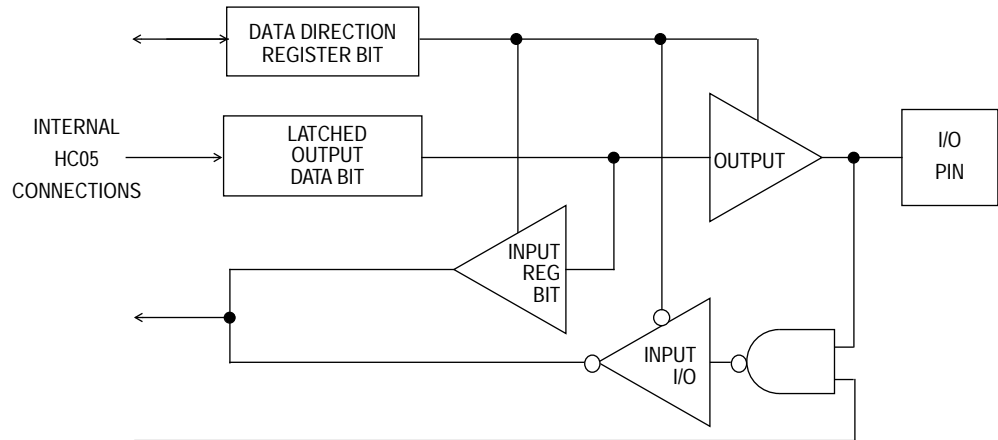 DATA DIRECTION
REGISTER BIT
INTERNAL
HC05
CONNECTIONS
LATCHED
OUTPUT
DATA BIT
OUTPUT
I/O
PIN
INPUT
REG
BIT
INPUT
I/O